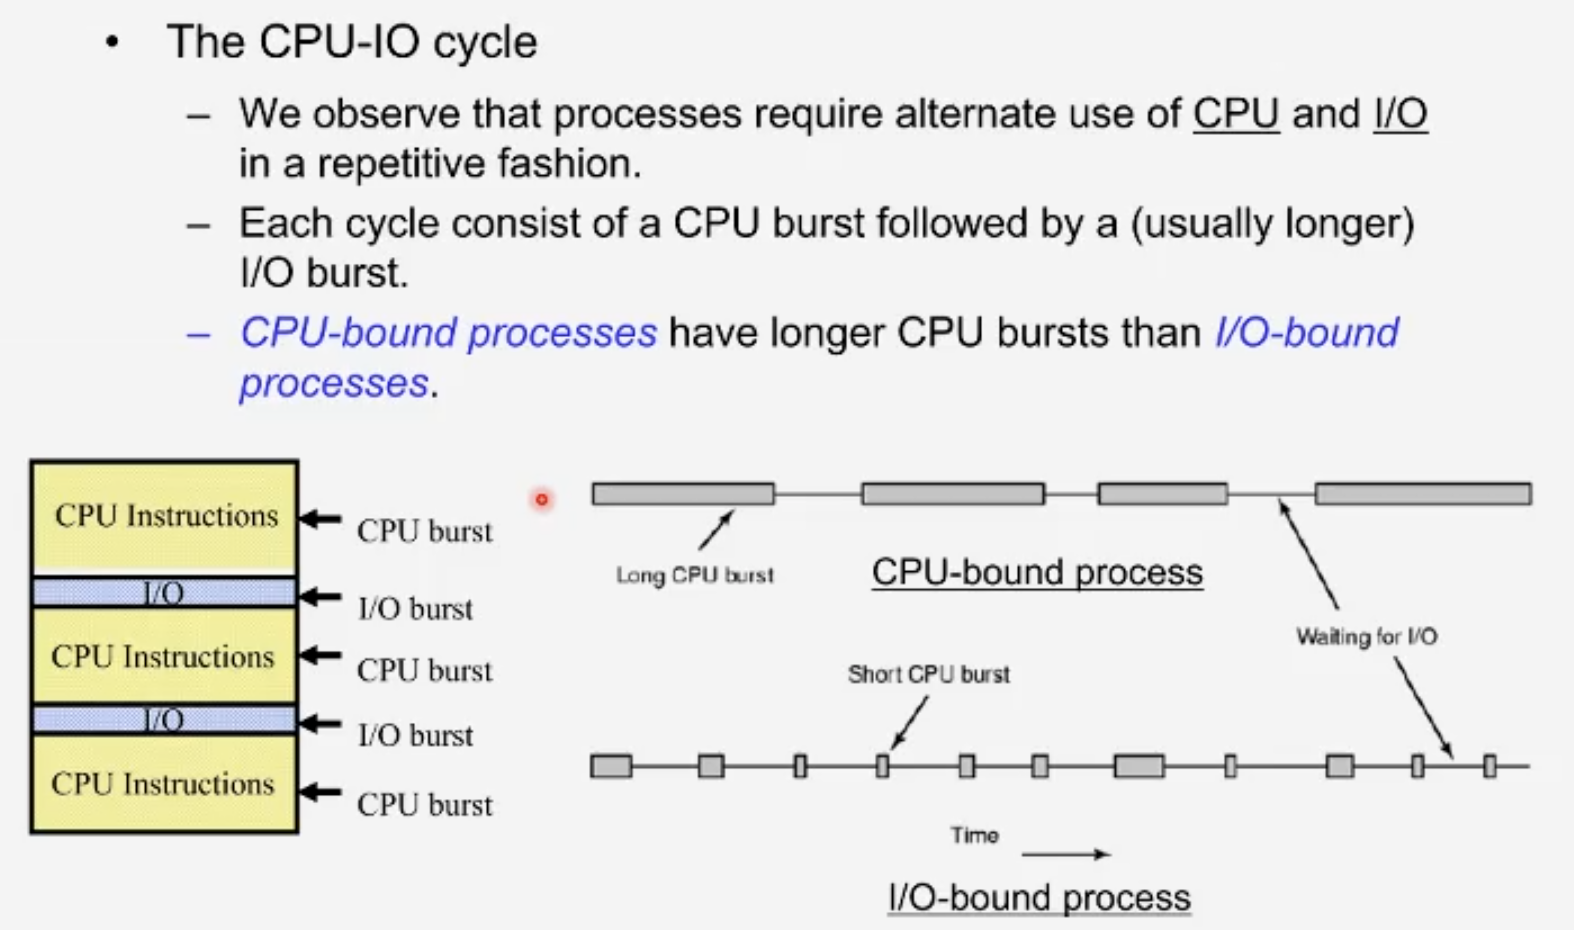 • The CPU-IO cycle
– We observe that processes require alternate use of CPU and I/O
in a repetitive fashion.
– Each cycle consist of a CPU burst followed by a (usually longer)
I/O burst.
– CPU-bound processes have longer CPU bursts than I/O-bound
processes.
CPU Instructions
CPU burst
I/O
I/O burst
CPU Instructions
CPU burst
I/O
I/O burst
CPU Instructions
CPU burst
Long CPU burst
CPU-bound process
Waiting for I/O
Short CPU burst
Time
I/O-bound process